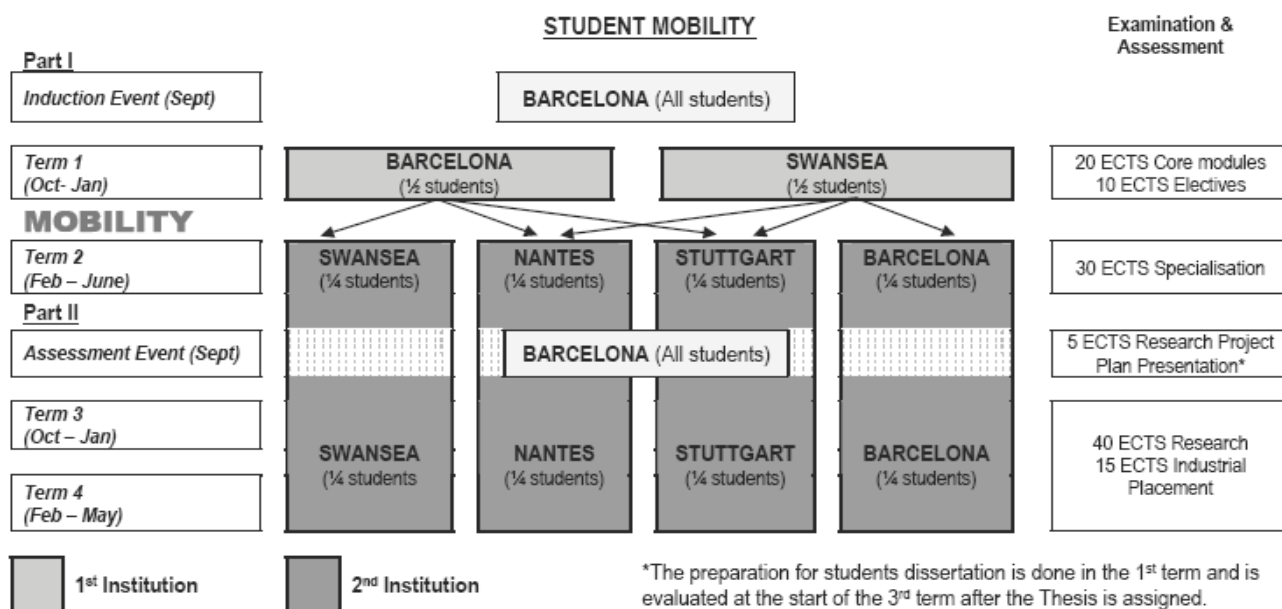 STUDENT MOBILITY
Examination &
Assessment
Part I
Induction Event (Sept)
BARCELONA (All students)
Term 1
(Oct- Jan)
BARCELONA
(½ students)
SWANSEA
(½ students)
20 ECTS Core modules
10 ECTS Electives
MOBILITY
Term 2
(Feb – June)
SWANSEA
(¼ students)
NANTES
(¼ students)
STUTTGART
(¼ students)
BARCELONA
(¼ students)
30 ECTS Specialisation
Part II
Assessment Event (Sept)
BARCELONA (All students)
5 ECTS Research Project
Plan Presentation*
Term 3
(Oct – Jan)
SWANSEA
(¼ students
NANTES
(¼ students)
STUTTGART
(¼ students)
BARCELONA
(¼ students)
40 ECTS Research
15 ECTS Industrial
Placement
Term 4
(Feb – May)
1st Institution
2nd Institution
*The preparation for students dissertation is done in the 1st term and is
evaluated at the start of the 3rd term after the Thesis is assigned.